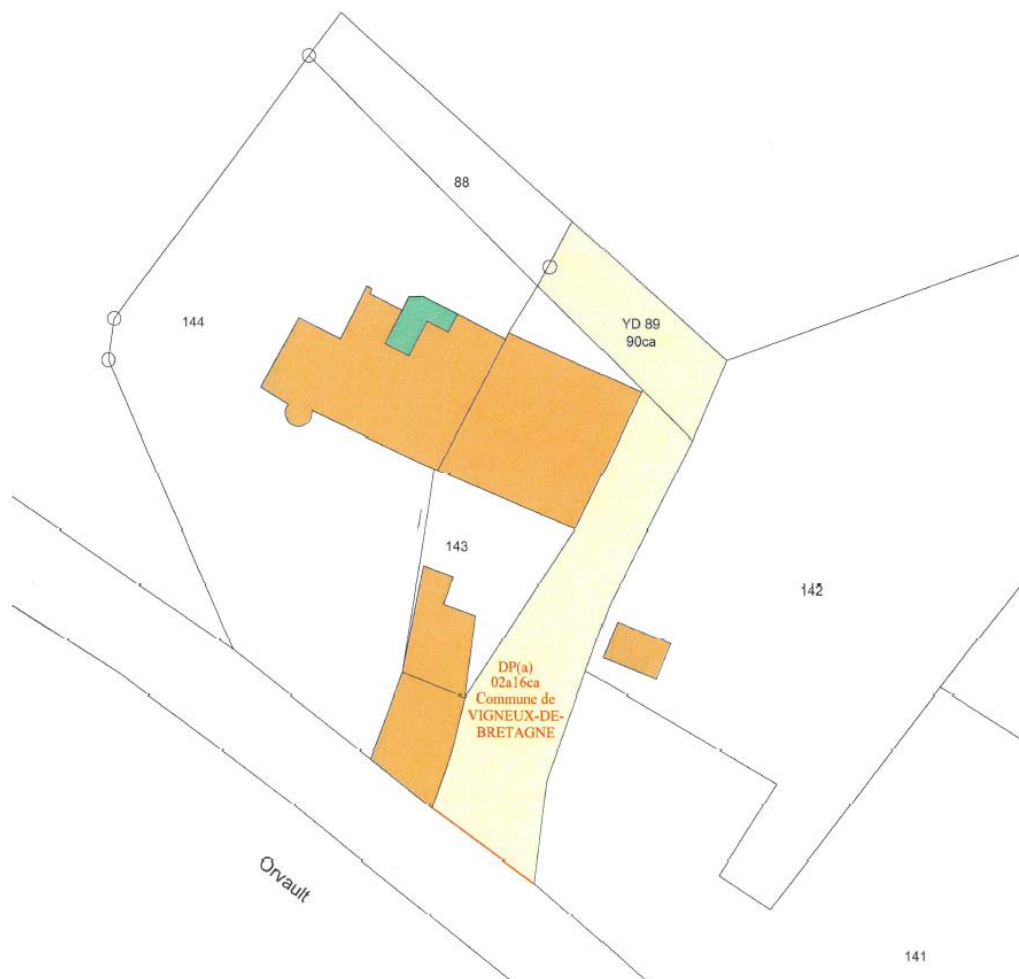 88
144
YD 89
90ca
143
142
DP(a)
02a16ca
Commune de
VIGNEUX-DE-
BRETAGNE
Orvault
141